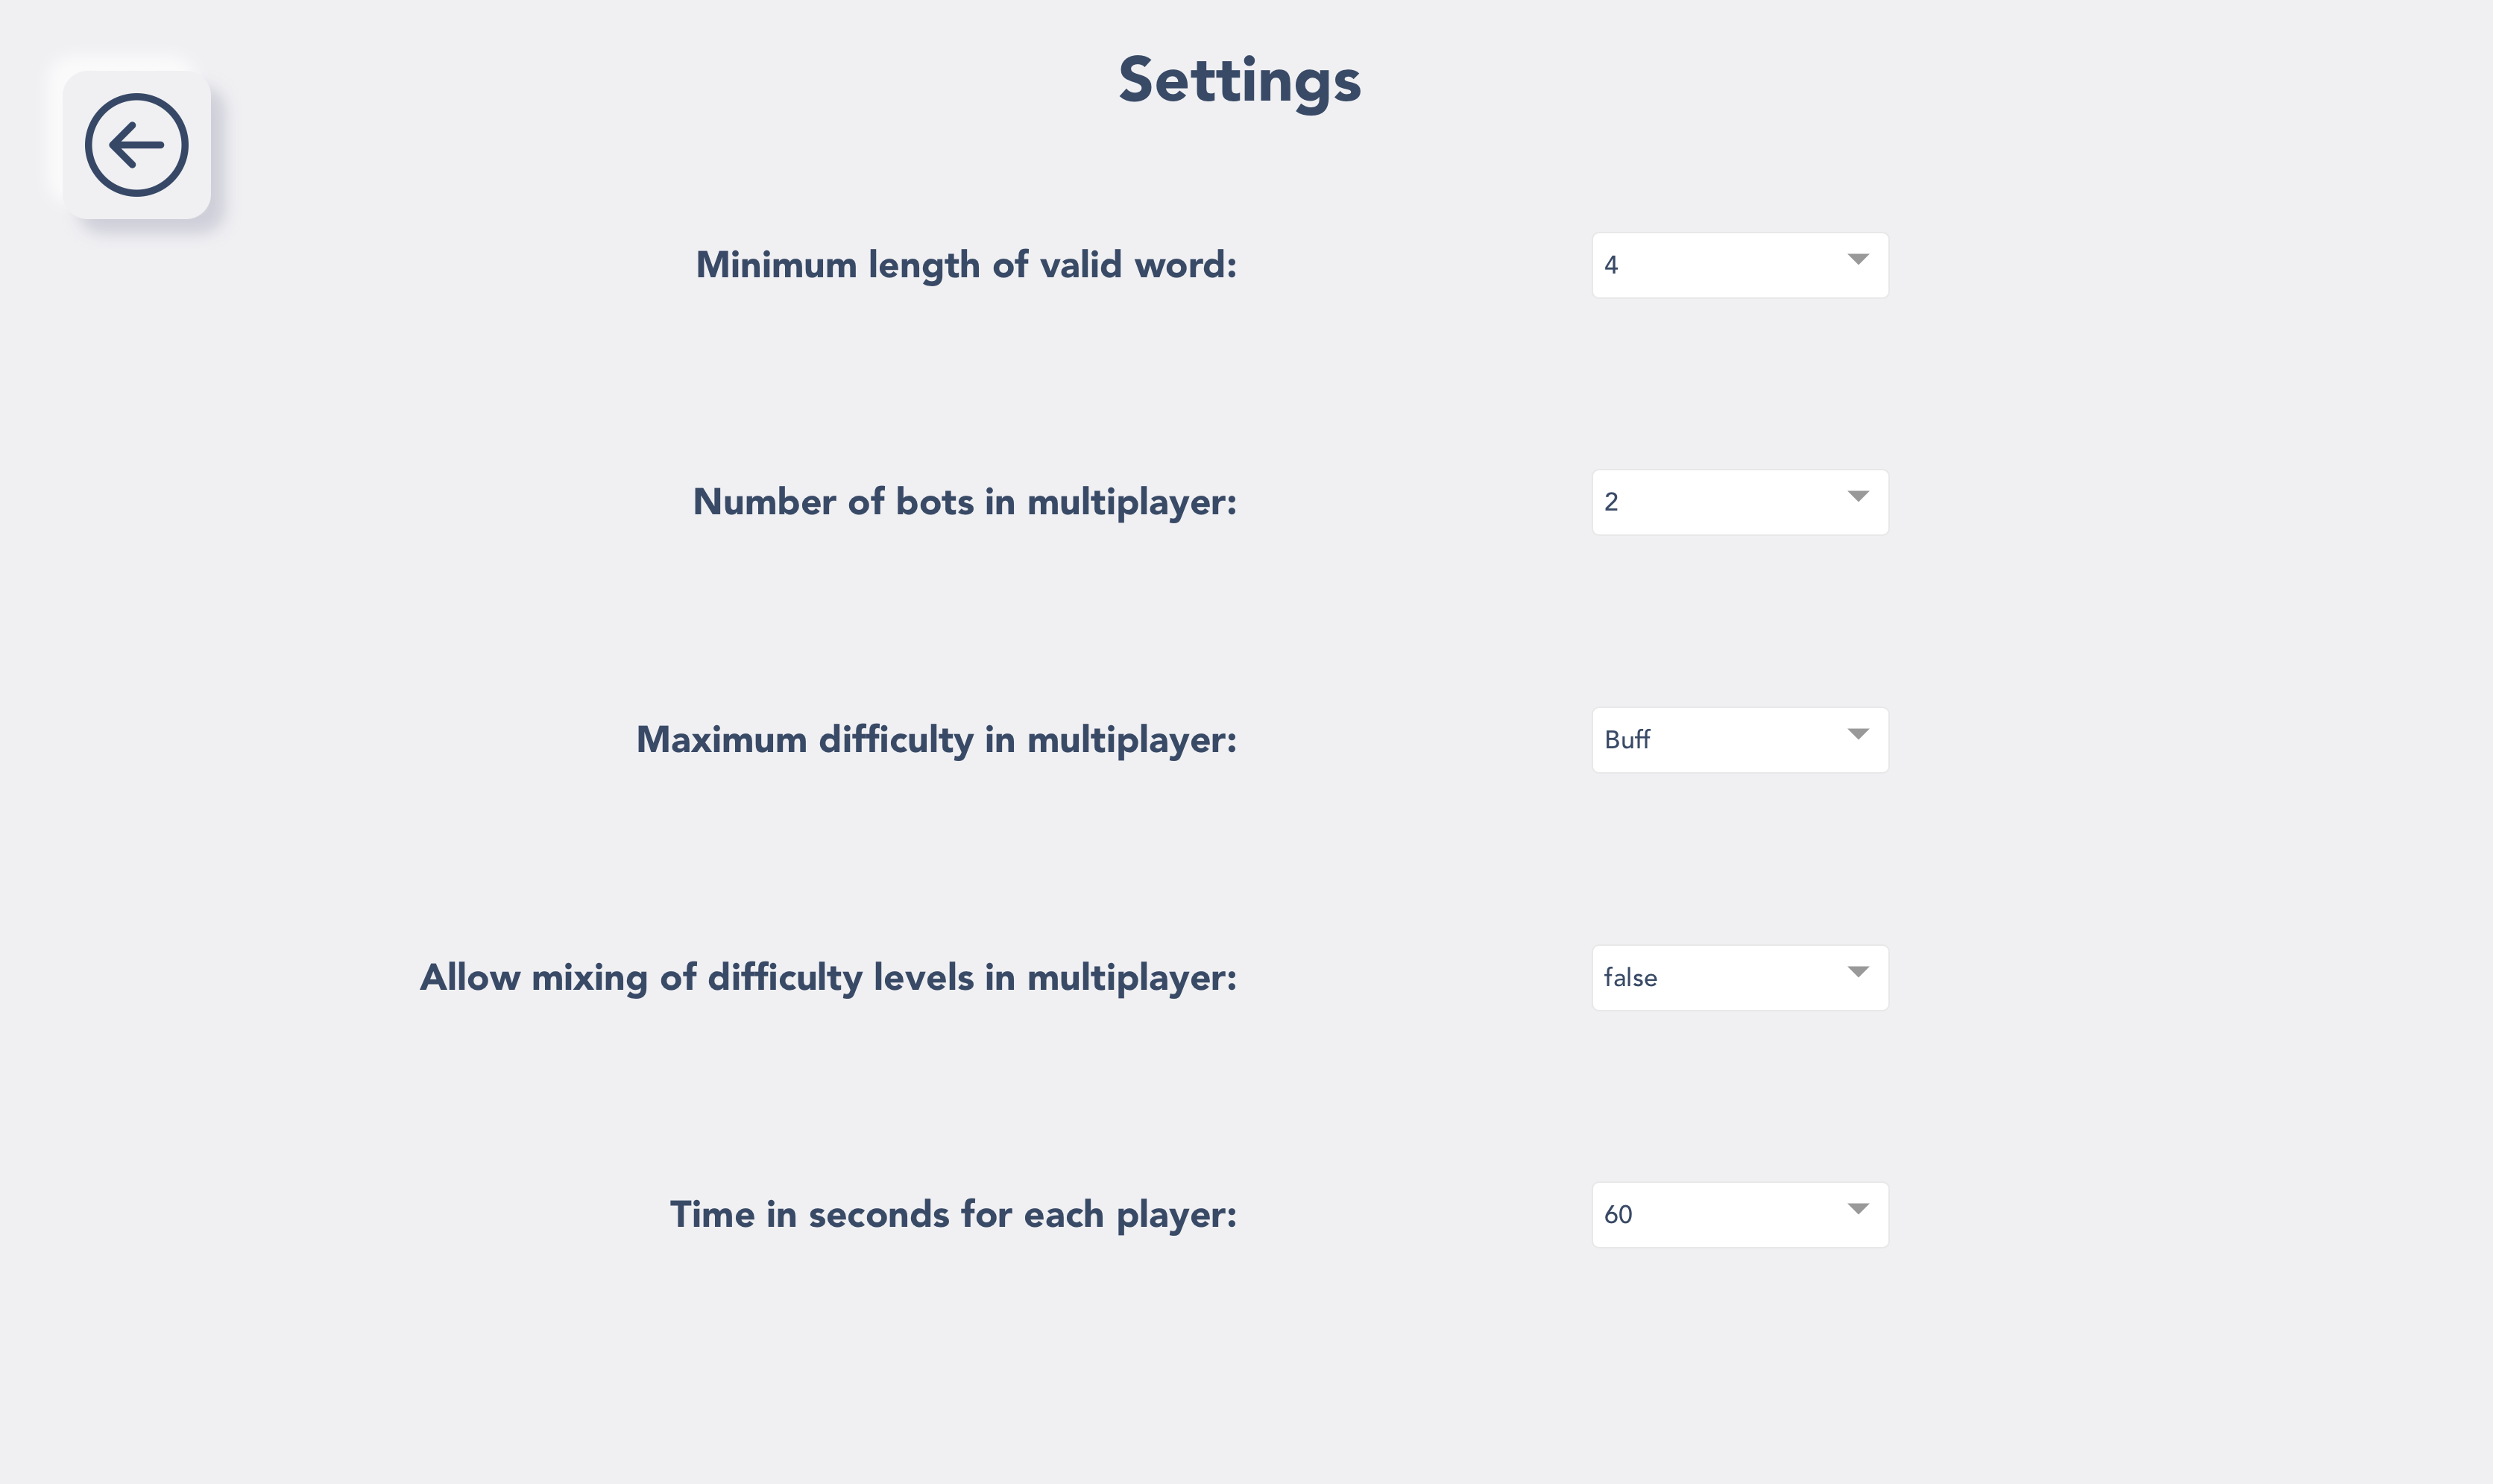 Settings
Minimum length of valid word: 4
Number of bots in multiplayer: 2
Maximum difficulty in multiplayer: Buff
Allow mixing of difficulty levels in multiplayer: false
Time in seconds for each player: 60